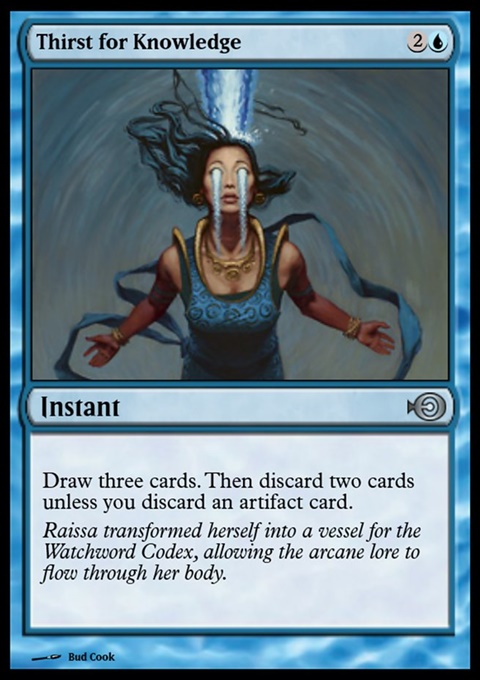 Thirst for Knowledge 2
Instant
Draw three cards. Then discard two cards
unless you discard an artifact card.
Raissa transformed herself into a vessel for the
Watchword Codex, allowing the arcane lore to
flow through her body.
Bud Cook